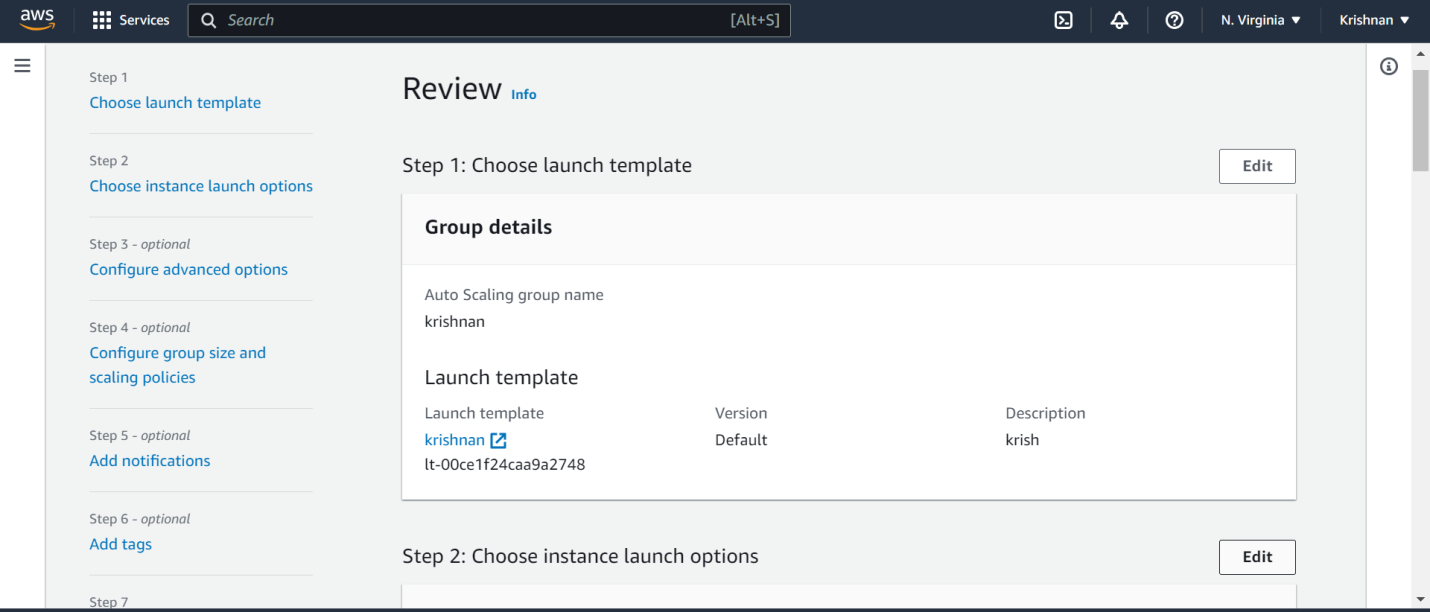 aws
Services
Search
[Alt+S]
N. Virginia
Krishnan
Step 1
Choose launch template
Step 2
Choose instance launch options
Step 3 - optional
Configure advanced options
Step 4 - optional
Configure group size and
scaling policies
Step 5 - optional
Add notifications
Step 6 - optional
Add tags
Step 7
Review Info
Step 1: Choose launch template
Edit
Group details
Auto Scaling group name
krishnan
Launch template
Launch template
krishnan
lt-00ce1f24caa9a2748
Version
Default
Description
krish
Step 2: Choose instance launch options
Edit